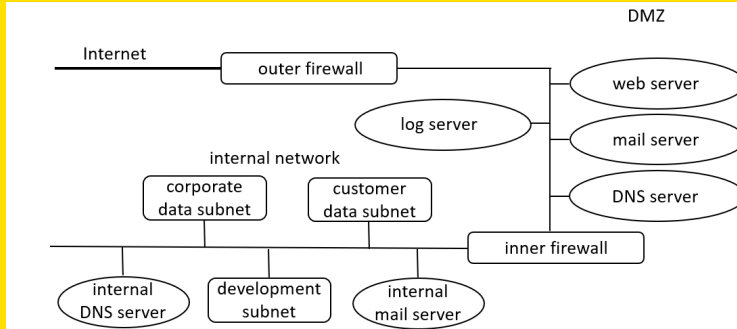 DMZ
Internet
outer firewall
web server
log server
mail server
internal network
corporate
data subnet
customer
data subnet
DNS server
inner firewall
internal
DNS server
development
subnet
internal
mail server